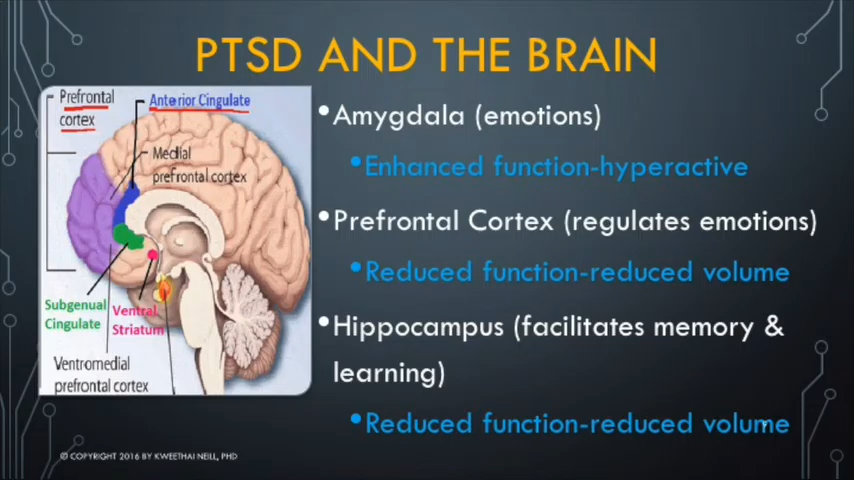 PTSD AND THE BRAIN
Prefrontal
cortex
Anterior Cingulate
Medial
prefrontal cortex
Subgenual
Cingulate
Ventral
Striatum
Ventromedial
prefrontal cortex
•Amygdala (emotions)
•Enhanced function-hyperactive
•Prefrontal Cortex (regulates emotions)
•Reduced function-reduced volume
•Hippocampus (facilitates memory &
learning)
•Reduced function-reduced volume
© COPYRIGHT 2016 BY KWEETHAI NEILL, PHD